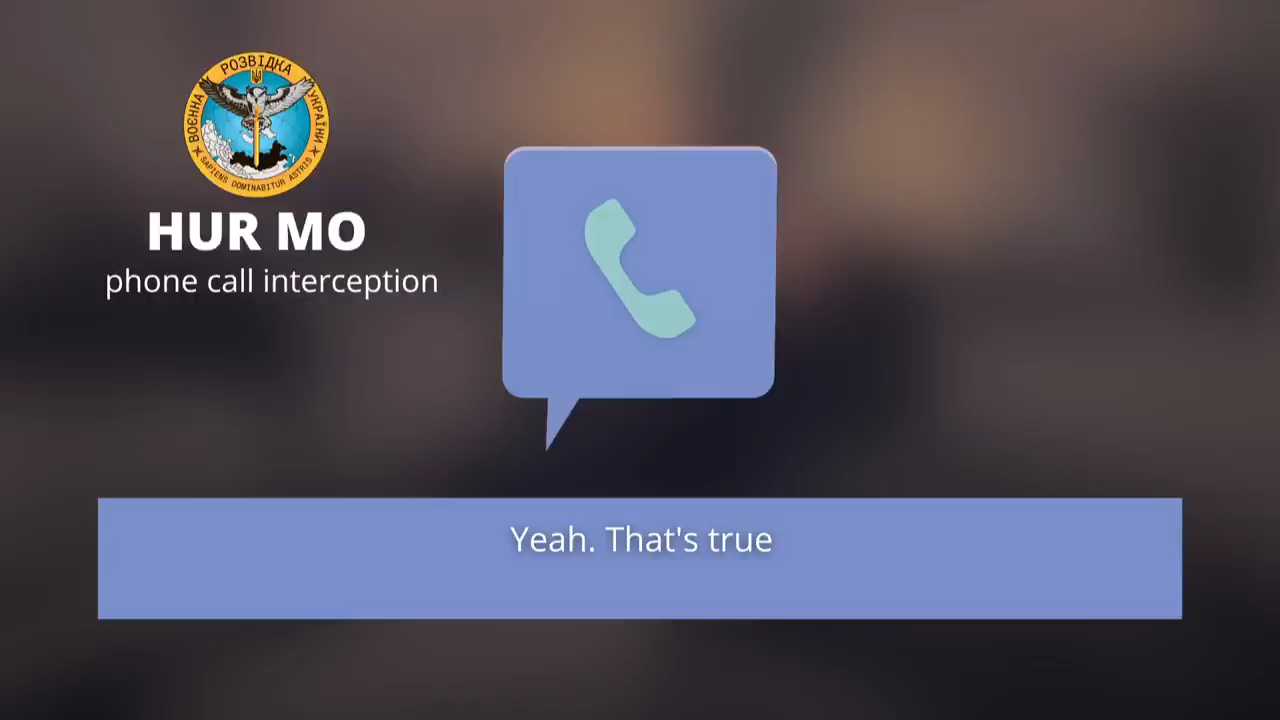 ВОЄННА РОЗВІДКА УКРАЇНИ
SAPIENS DOMINABITUR ASTRIS
HUR MO
phone call interception
Yeah. That's true